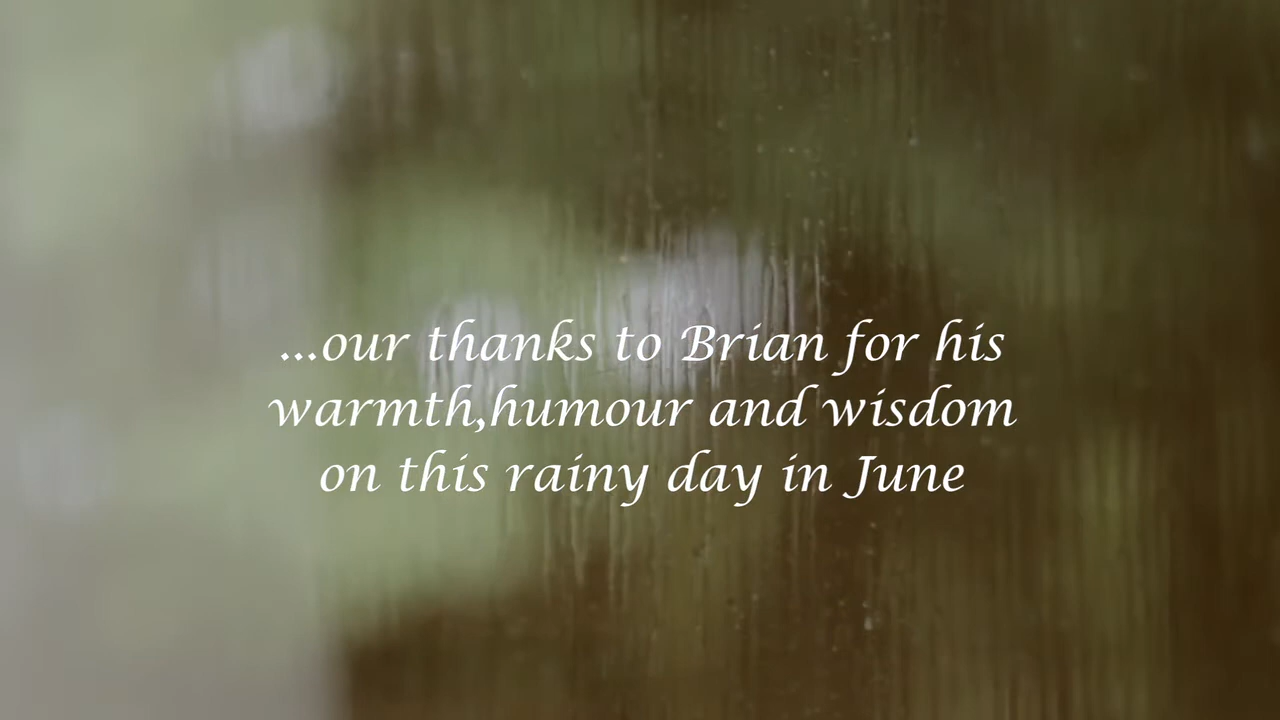 ...our thanks to Brian for his
warmth,humour and wisdom
on this rainy day in June